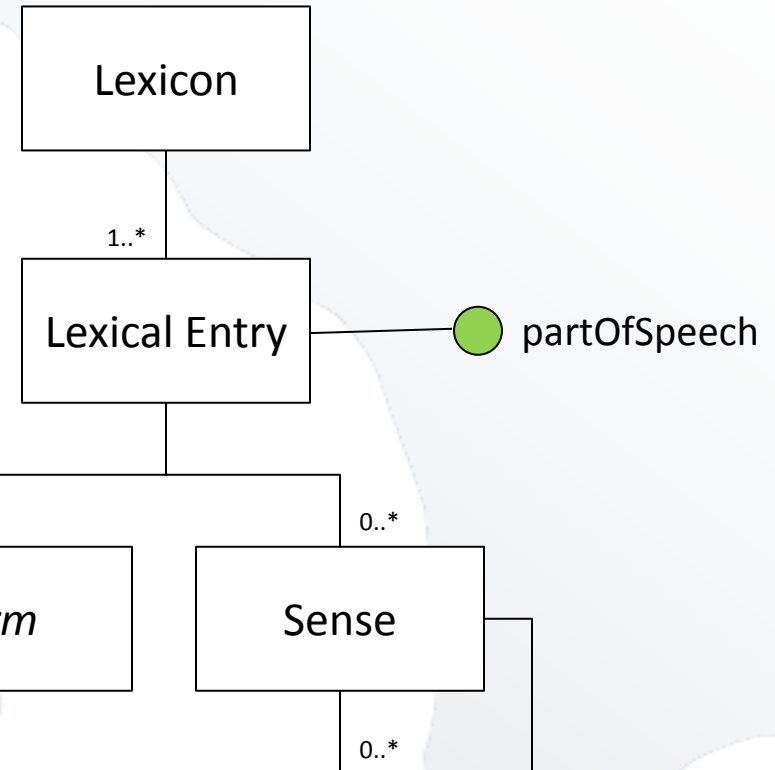 Lexicon
1..*
Lexical Entry
partOfSpeech
0..*
Sense
0..*